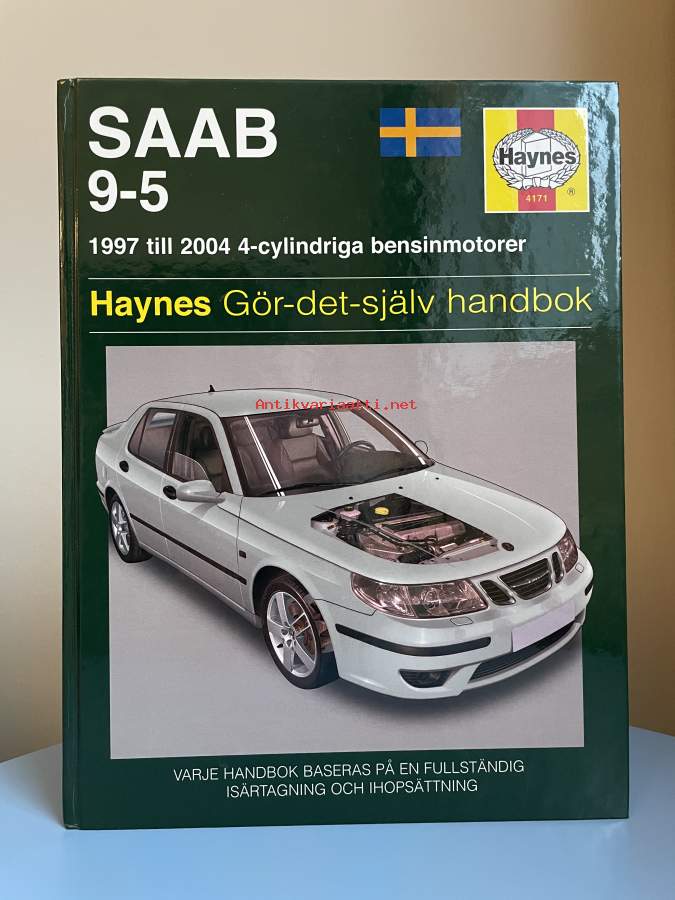 SAAB
9-5
Haynes
®
4171
1997 till 2004 4-cylindriga bensinmotorer
Haynes Gör-det-själv handbok
Antikvariaatti.net
VARJE HANDBOK BASERAS PÅ EN FULLSTÄNDIG
ISÄRTAGNING OCH IHOPSÄTTNING